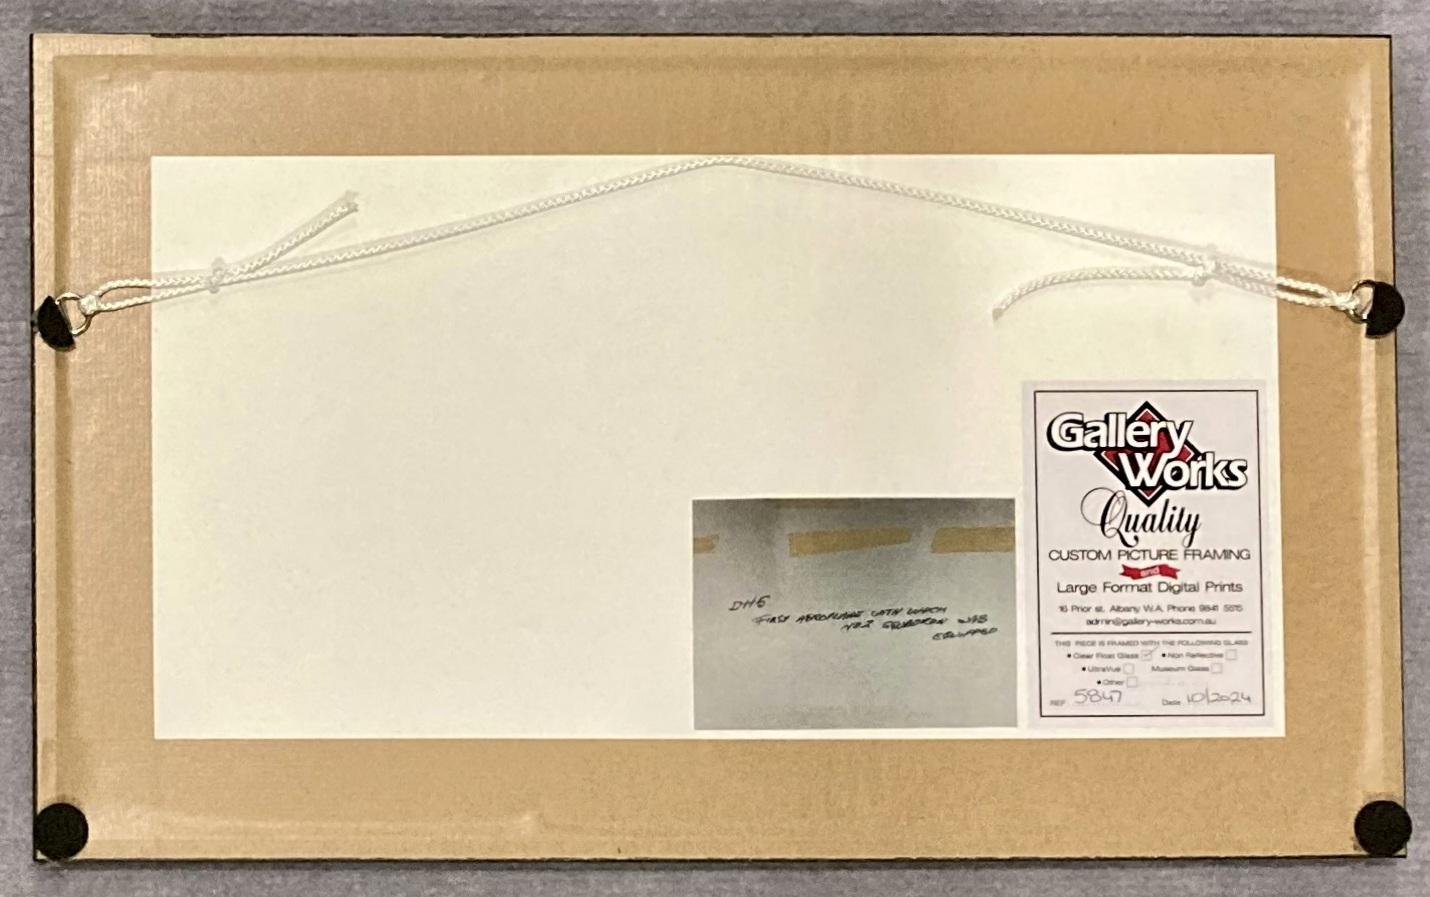 DH5
FIRST AEROPLANE WITH WHICH
No 2 SQUADRON WAS
EQUIPPED
Gallery
Works
Quality
CUSTOM PICTURE FRAMING
and
Large Format Digital Prints
16 Prior st, Albany W.A. Phone 9841 5515
admin@gallery-works.com.au
THIS PIECE IS FRAMED WITH THE FOLLOWING GLASS
• Clear Float Glass • Non Reflective
• UltraVue Museum Glass
• Other
REF 5847 Date 10/2024